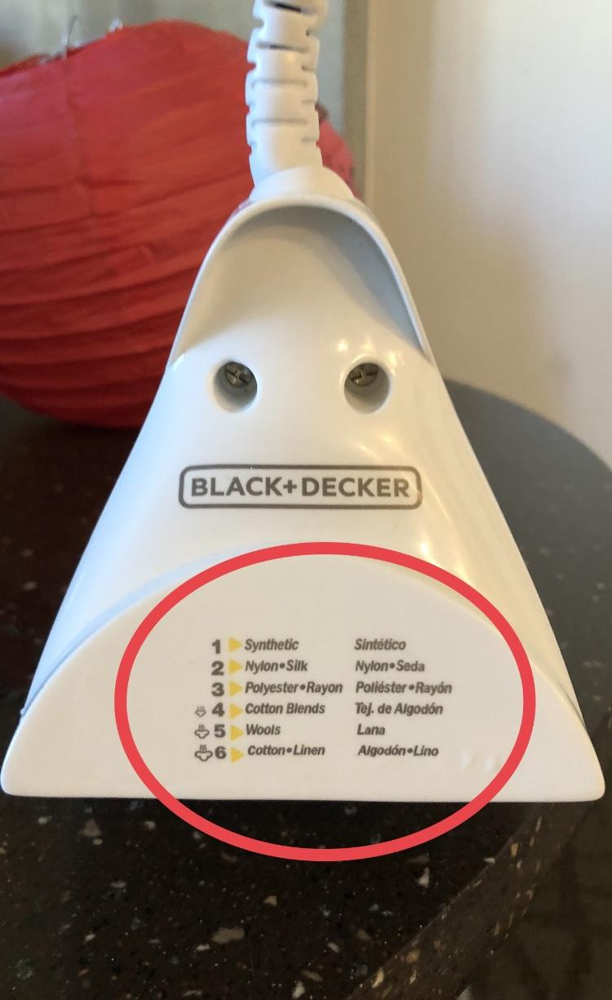 BLACK+DECKER
1 Synthetic Sintético
2 Nylon•Silk Nylon•Seda
3 Polyester•Rayon Poliéster•Rayón
4 Cotton Blends Tej. de Algodón
5 Wools Lana
6 Cotton•Linen Algodón•Lino